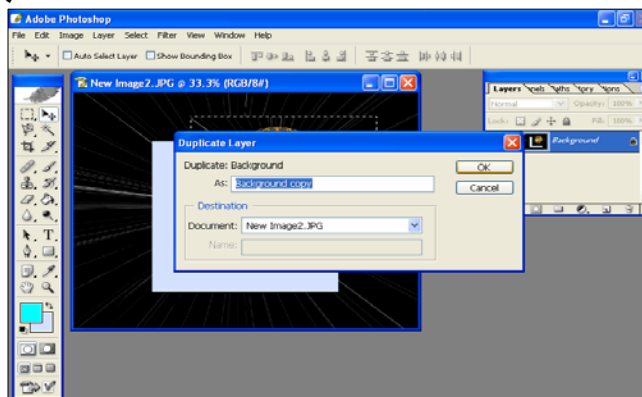 Adobe Photoshop
File Edit Image Layer Select Filter View Window Help
Auto Select Layer Show Bounding Box
New Image2.JPG @ 33.3% (RGB/8#)
Layers
Normal Opacity: 100%
Lock: Fill: 100%
Background
Duplicate Layer
Duplicate: Background
As: Background copy
OK
Cancel
Destination
Document: New Image2.JPG
Name:
T